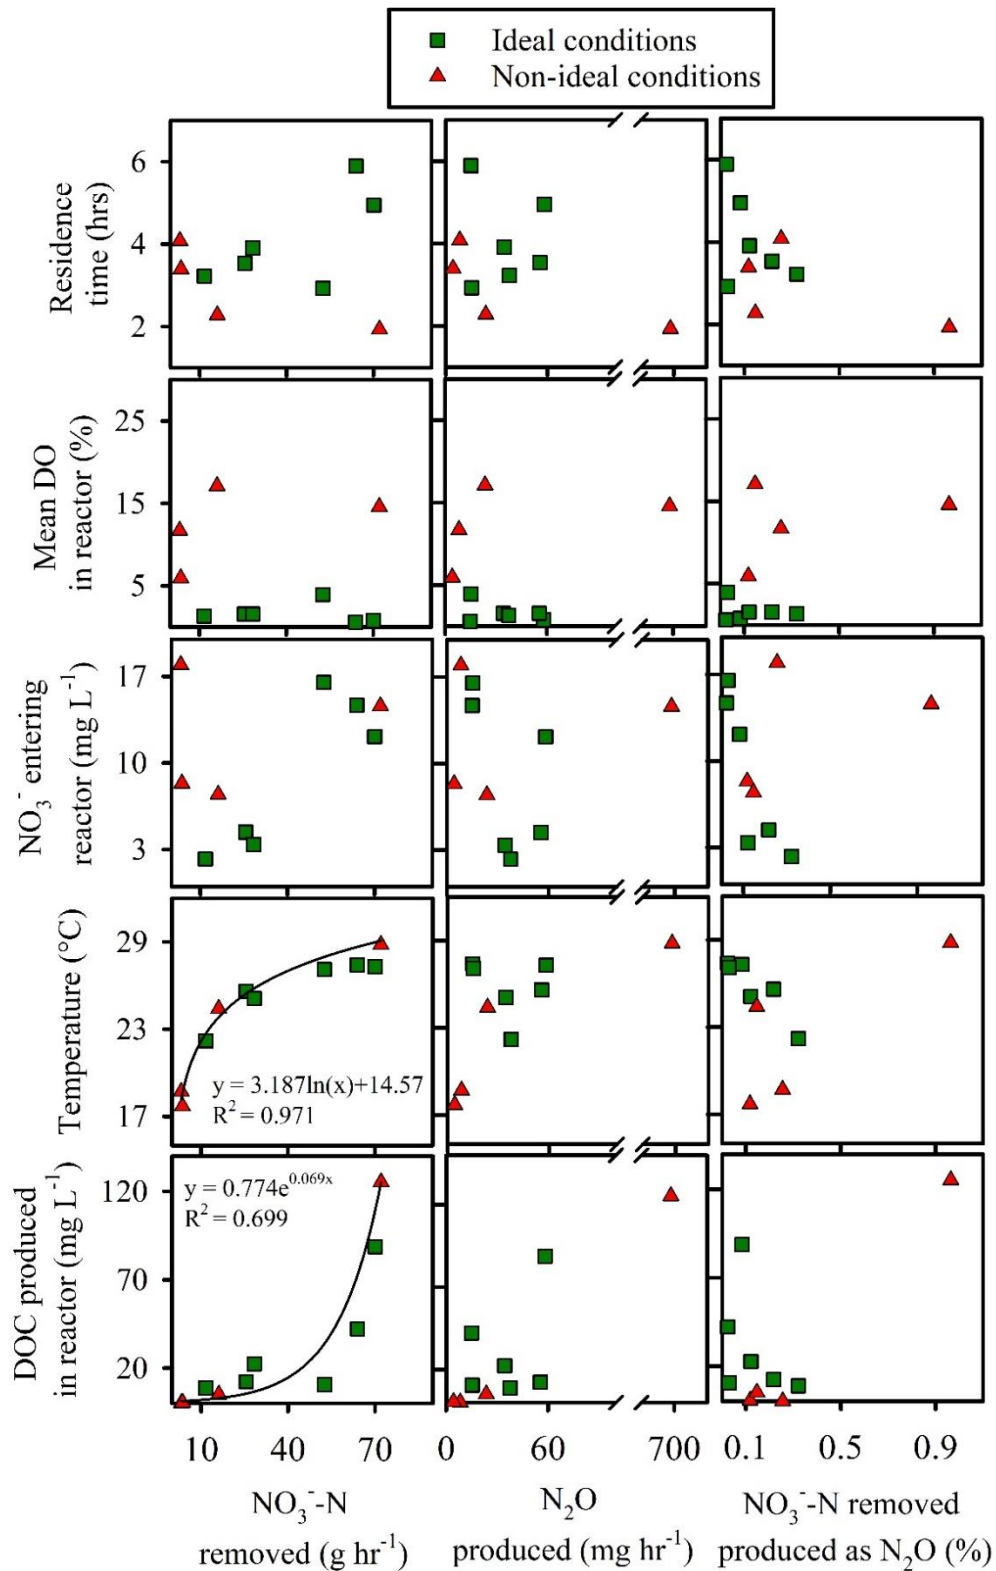 Ideal conditions
Non-ideal conditions
Residence
time (hrs)
6
4
2
Mean DO
in reactor (%)
25
15
5
NO₃⁻ entering
reactor (mg L⁻¹)
17
10
3
Temperature (°C)
29
23
17
y = 3.187ln(x)+14.57
R² = 0.971
DOC produced
in reactor (mg L⁻¹)
120
70
20
y = 0.774e⁰·⁰⁶⁹ˣ
R² = 0.699
10 40 70 0 60 700 0.1 0.5 0.9
NO₃⁻-N
removed (g hr⁻¹)
N₂O
produced (mg hr⁻¹)
NO₃⁻-N removed
produced as N₂O (%)